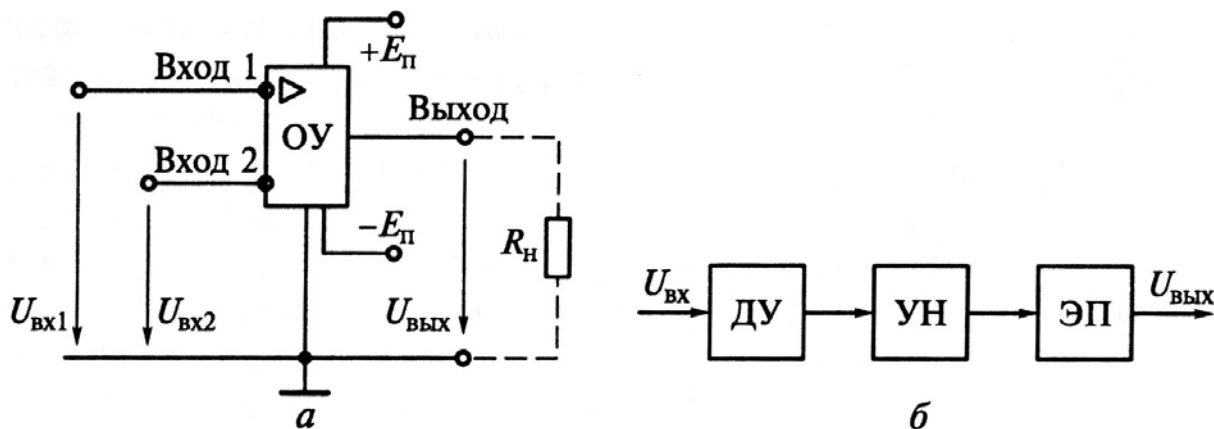 +Eп
Вход 1
ОУ
Выход
Вход 2
−Eп
Rн
Uвх1
Uвх2
Uвых
а
Uвх
ДУ
УН
ЭП
Uвых
б